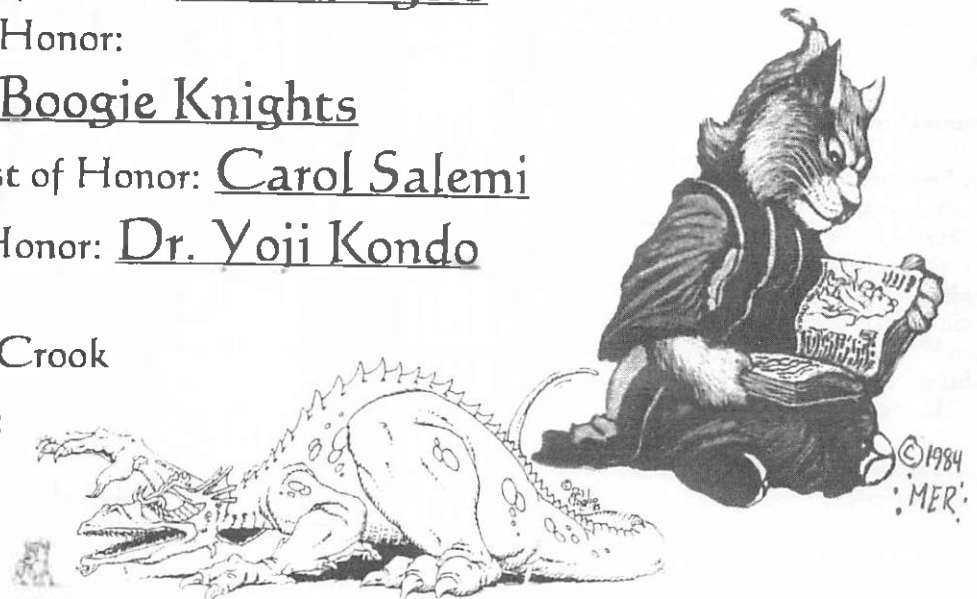 Honor:
Boogie Knights
st of Honor: Carol Salemi
Honor: Dr. Yoji Kondo
Crook
©1984
MER